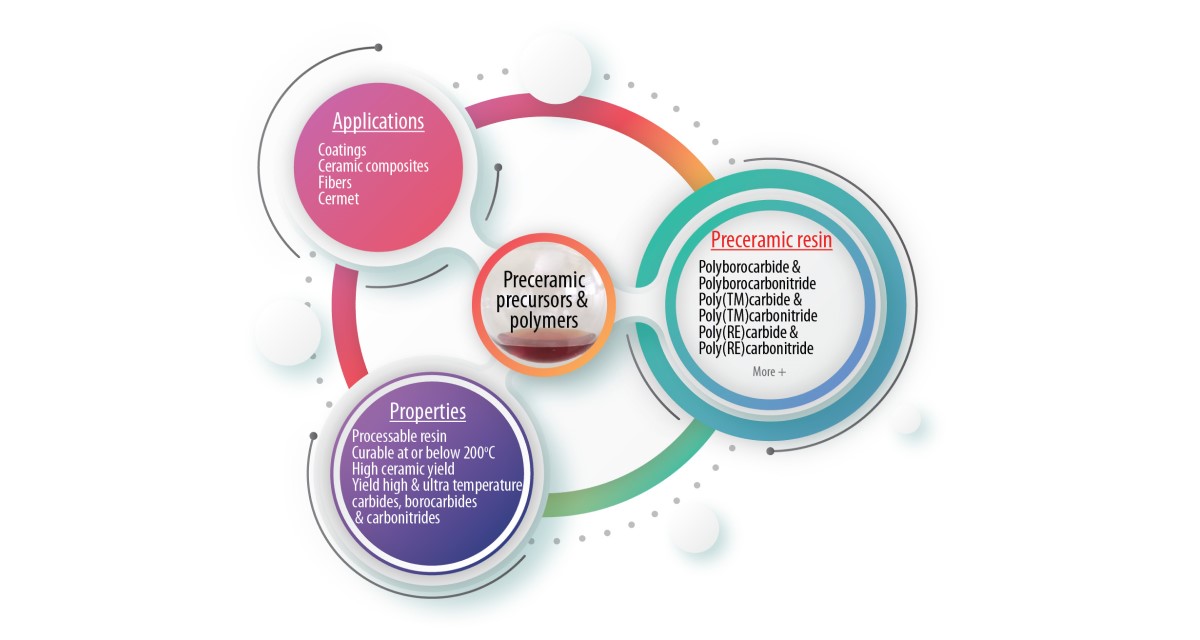 Applications
Coatings
Ceramic composites
Fibers
Cermet
Preceramic
precursors &
polymers
Preceramic resin
Polyborocarbide &
Polyborocarbonitride
Poly(TM)carbide &
Poly(TM)carbonitride
Poly(RE)carbide &
Poly(RE)carbonitride
More +
Properties
Processable resin
Curable at or below 200°C
High ceramic yield
Yield high & ultra temperature
carbides, borocarbides
& carbonitrides